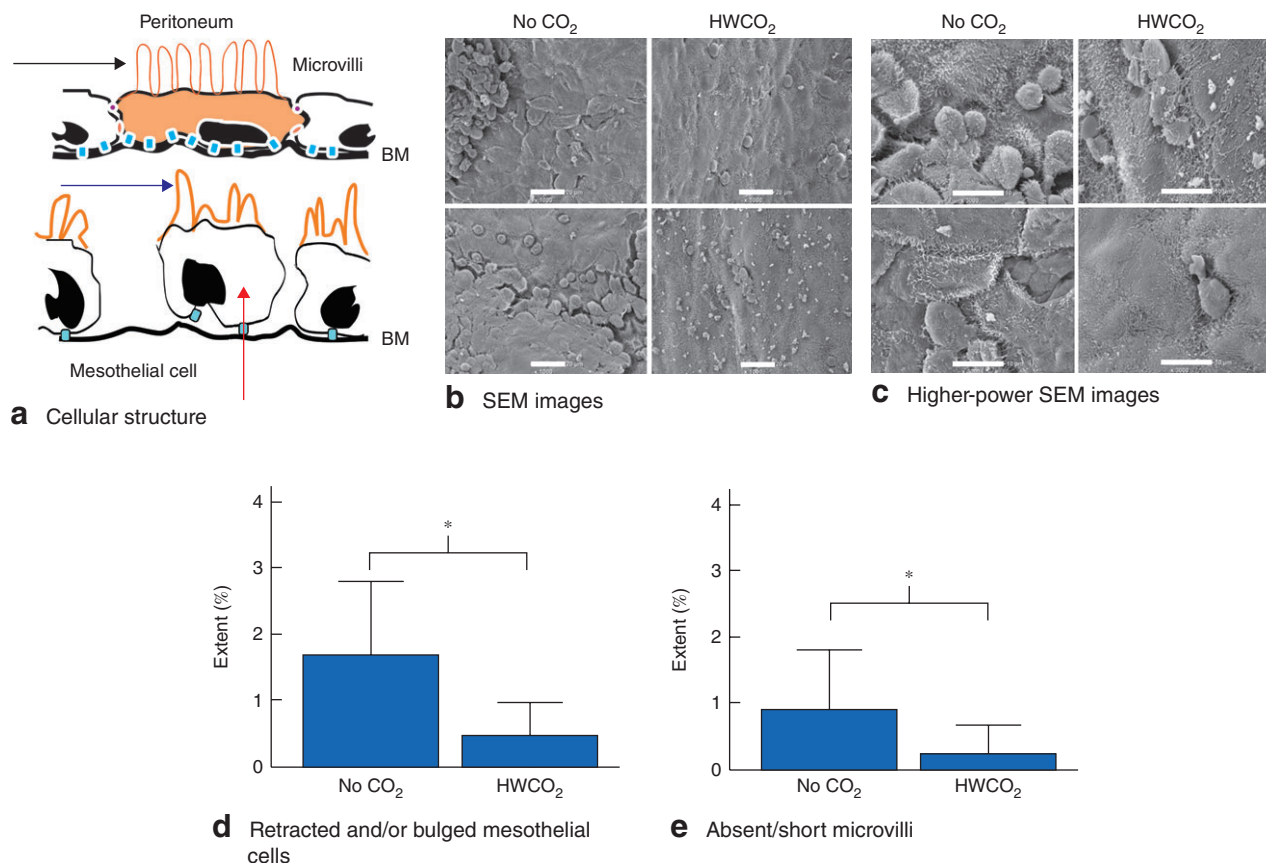 Peritoneum
Microvilli
BM
BM
Mesothelial cell
a Cellular structure
No CO₂
HWCO₂
b SEM images
No CO₂
HWCO₂
c Higher-power SEM images
4
3
2
1
0
Extent (%)
*
No CO₂
HWCO₂
d Retracted and/or bulged mesothelial
cells
4
3
2
1
0
Extent (%)
*
No CO₂
HWCO₂
e Absent/short microvilli